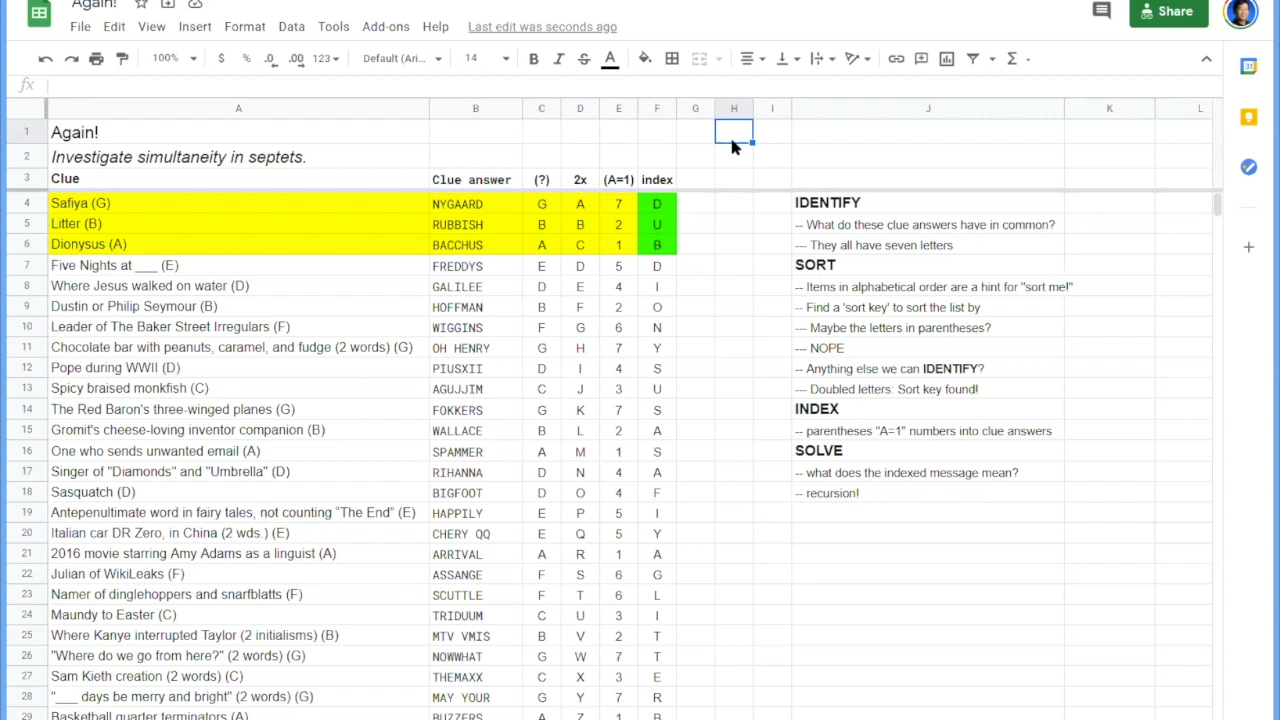 Again!
File Edit View Insert Format Data Tools Add-ons Help Last edit was seconds ago
Share
100% $ % .0 .00 123 Default (Ari... 14 B I S A Σ
fx
A B C D E F G H I J K L
1 Again!
2 Investigate simultaneity in septets.
3 Clue Clue answer (?) 2x (A=1) index
4 Safiya (G) NYGAARD G A 7 D IDENTIFY
5 Litter (B) RUBBISH B B 2 U -- What do these clue answers have in common?
6 Dionysus (A) BACCHUS A C 1 B --- They all have seven letters
7 Five Nights at ___ (E) FREDDYS E D 5 D SORT
8 Where Jesus walked on water (D) GALILEE D E 4 I -- Items in alphabetical order are a hint for "sort me!"
9 Dustin or Philip Seymour (B) HOFFMAN B F 2 O -- Find a 'sort key' to sort the list by
10 Leader of The Baker Street Irregulars (F) WIGGINS F G 6 N --- Maybe the letters in parentheses?
11 Chocolate bar with peanuts, caramel, and fudge (2 words) (G) OH HENRY G H 7 Y --- NOPE
12 Pope during WWII (D) PIUSXII D I 4 S -- Anything else we can IDENTIFY?
13 Spicy braised monkfish (C) AGUJJIM C J 3 U --- Doubled letters: Sort key found!
14 The Red Baron's three-winged planes (G) FOKKERS G K 7 S INDEX
15 Gromit's cheese-loving inventor companion (B) WALLACE B L 2 A -- parentheses "A=1" numbers into clue answers
16 One who sends unwanted email (A) SPAMMER A M 1 S SOLVE
17 Singer of "Diamonds" and "Umbrella" (D) RIHANNA D N 4 A -- what does the indexed message mean?
18 Sasquatch (D) BIGFOOT D O 4 F -- recursion!
19 Antepenultimate word in fairy tales, not counting "The End" (E) HAPPILY E P 5 I
20 Italian car DR Zero, in China (2 wds.) (E) CHERY QQ E Q 5 Y
21 2016 movie starring Amy Adams as a linguist (A) ARRIVAL A R 1 A
22 Julian of WikiLeaks (F) ASSANGE F S 6 G
23 Namer of dinglehoppers and snarfblatts (F) SCUTTLE F T 6 L
24 Maundy to Easter (C) TRIDUUM C U 3 I
25 Where Kanye interrupted Taylor (2 initialisms) (B) MTV VMIS B V 2 T
26 "Where do we go from here?" (2 words) (G) NOWWHAT G W 7 T
27 Sam Kieth creation (2 words) (C) THEMAXX C X 3 E
28 "___ days be merry and bright" (2 words) (G) MAY YOUR G Y 7 R
29 Basketball quarter terminators (A) BUZZERS A Z 1 B